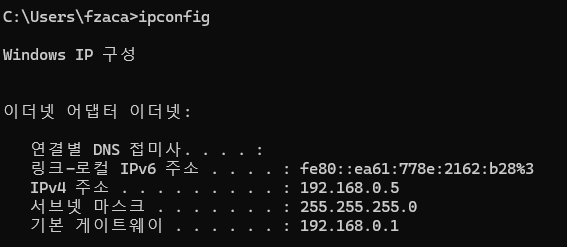 C:\Users\fzaca>ipconfig
Windows IP 구성
이더넷 어댑터 이더넷:
연결별 DNS 접미사. . . . :
링크-로컬 IPv6 주소 . . . . : fe80::ea61:778e:2162:b28%3
IPv4 주소 . . . . . . . . . : 192.168.0.5
서브넷 마스크 . . . . . . . : 255.255.255.0
기본 게이트웨이 . . . . . . : 192.168.0.1